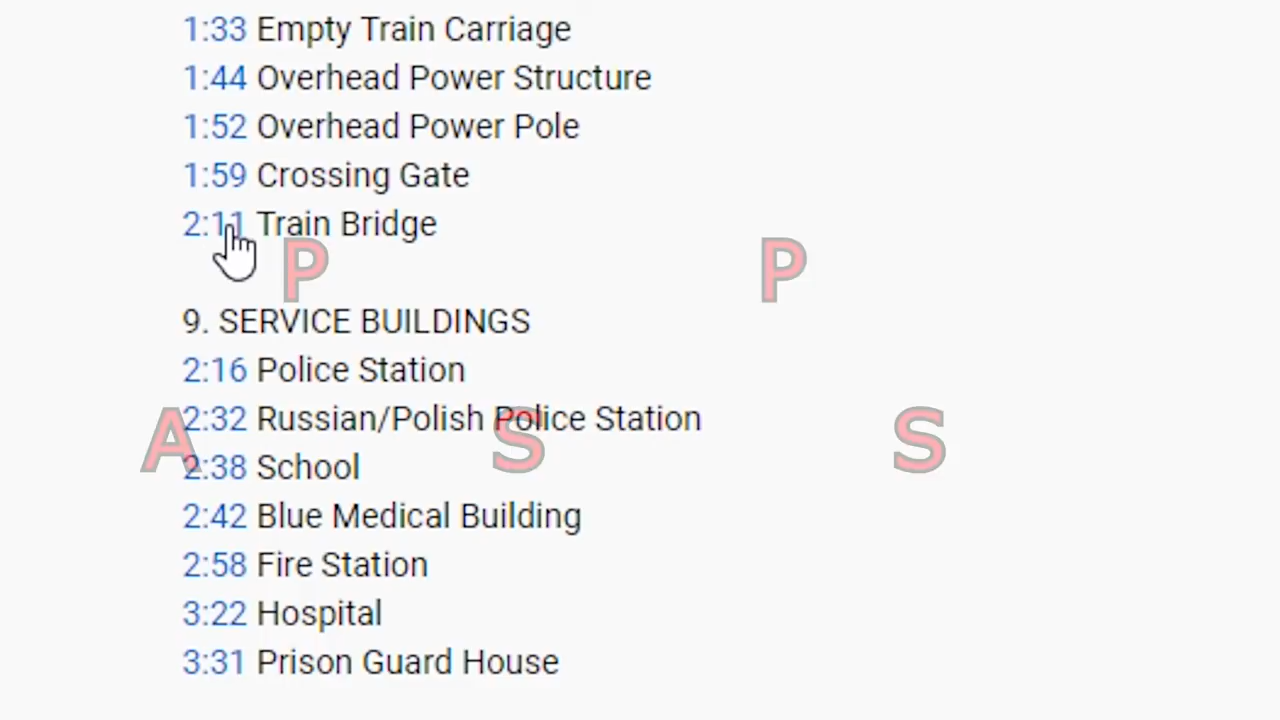 1:33 Empty Train Carriage
1:44 Overhead Power Structure
1:52 Overhead Power Pole
1:59 Crossing Gate
2:11 Train Bridge
P P
9. SERVICE BUILDINGS
2:16 Police Station
2:32 Russian/Polish Police Station
A S S
2:38 School
2:42 Blue Medical Building
2:58 Fire Station
3:22 Hospital
3:31 Prison Guard House